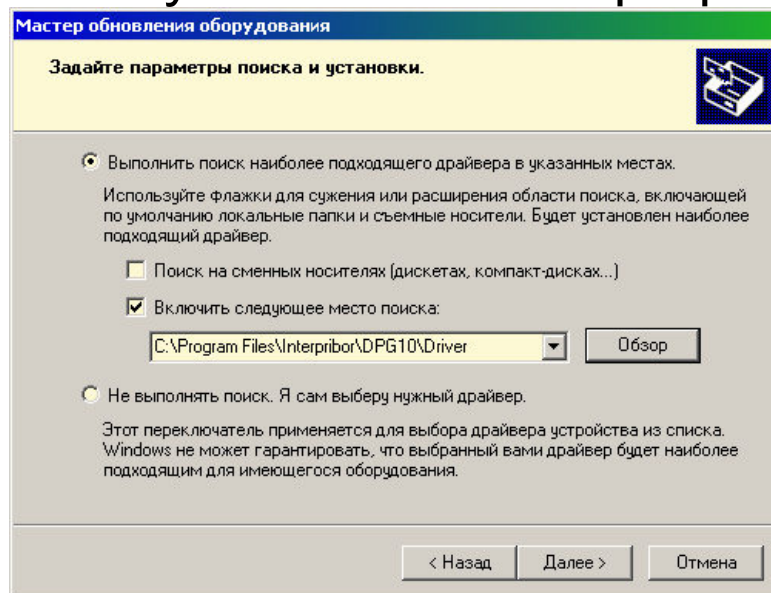 Мастер обновления оборудования
Задайте параметры поиска и установки.
Выполнить поиск наиболее подходящего драйвера в указанных местах.
Используйте флажки для сужения или расширения области поиска, включающей
по умолчанию локальные папки и съемные носители. Будет установлен наиболее
подходящий драйвер.
Поиск на сменных носителях (дискетах, компакт-дисках...)
Включить следующее место поиска:
C:\Program Files\Interpribor\DPG10\Driver
Обзор
Не выполнять поиск. Я сам выберу нужный драйвер.
Этот переключатель применяется для выбора драйвера устройства из списка.
Windows не может гарантировать, что выбранный вами драйвер будет наиболее
подходящим для имеющегося оборудования.
< Назад
Далее >
Отмена